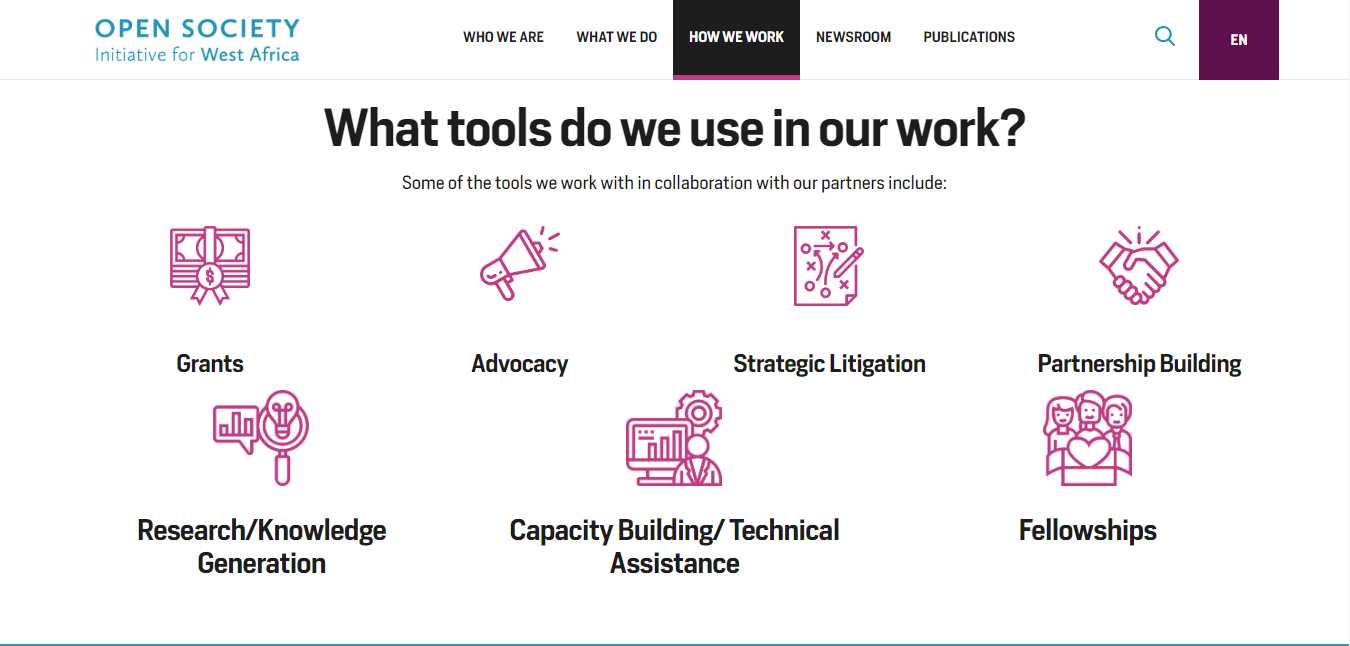 OPEN SOCIETY
Initiative for West Africa
WHO WE ARE
WHAT WE DO
HOW WE WORK
NEWSROOM
PUBLICATIONS
EN
What tools do we use in our work?
Some of the tools we work with in collaboration with our partners include:
$
Grants
Advocacy
Strategic Litigation
Partnership Building
Research/Knowledge
Generation
Capacity Building/ Technical
Assistance
Fellowships